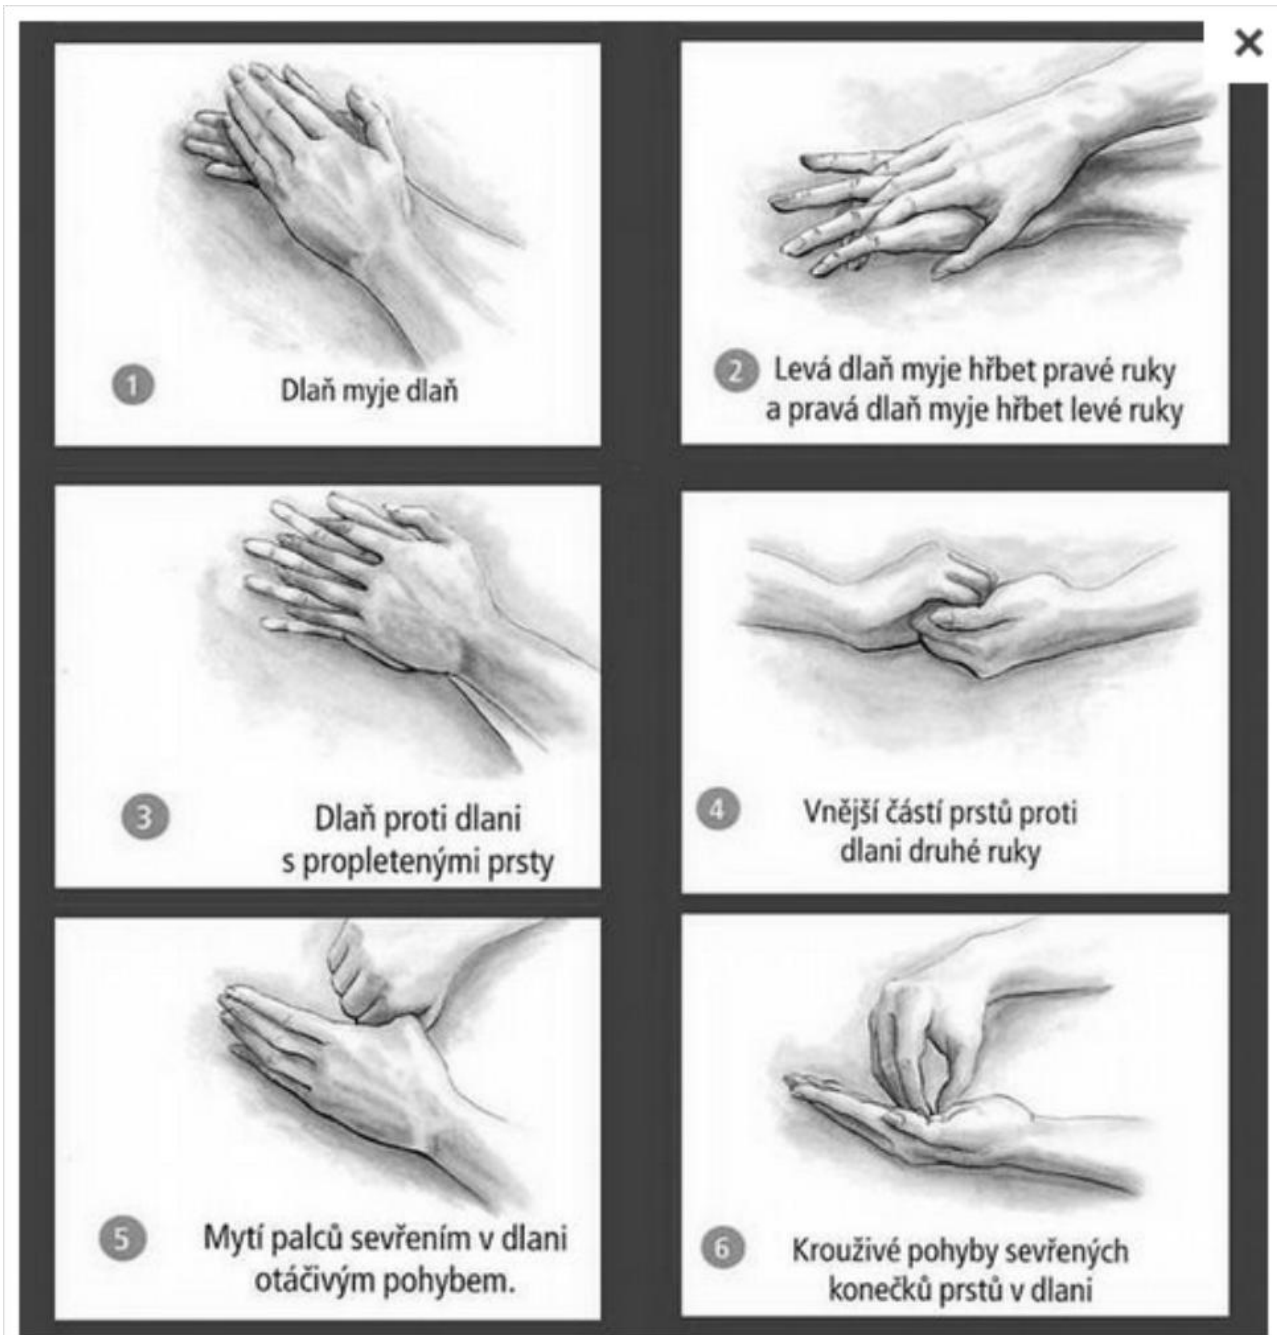 1 Dlaň myje dlaň
2 Levá dlaň myje hřbet pravé ruky
a pravá dlaň myje hřbet levé ruky
3 Dlaň proti dlani
s propletenými prsty
4 Vnější částí prstů proti
dlani druhé ruky
5 Mytí palců sevřením v dlani
otáčivým pohybem.
6 Krouživé pohyby sevřených
konečků prstů v dlani